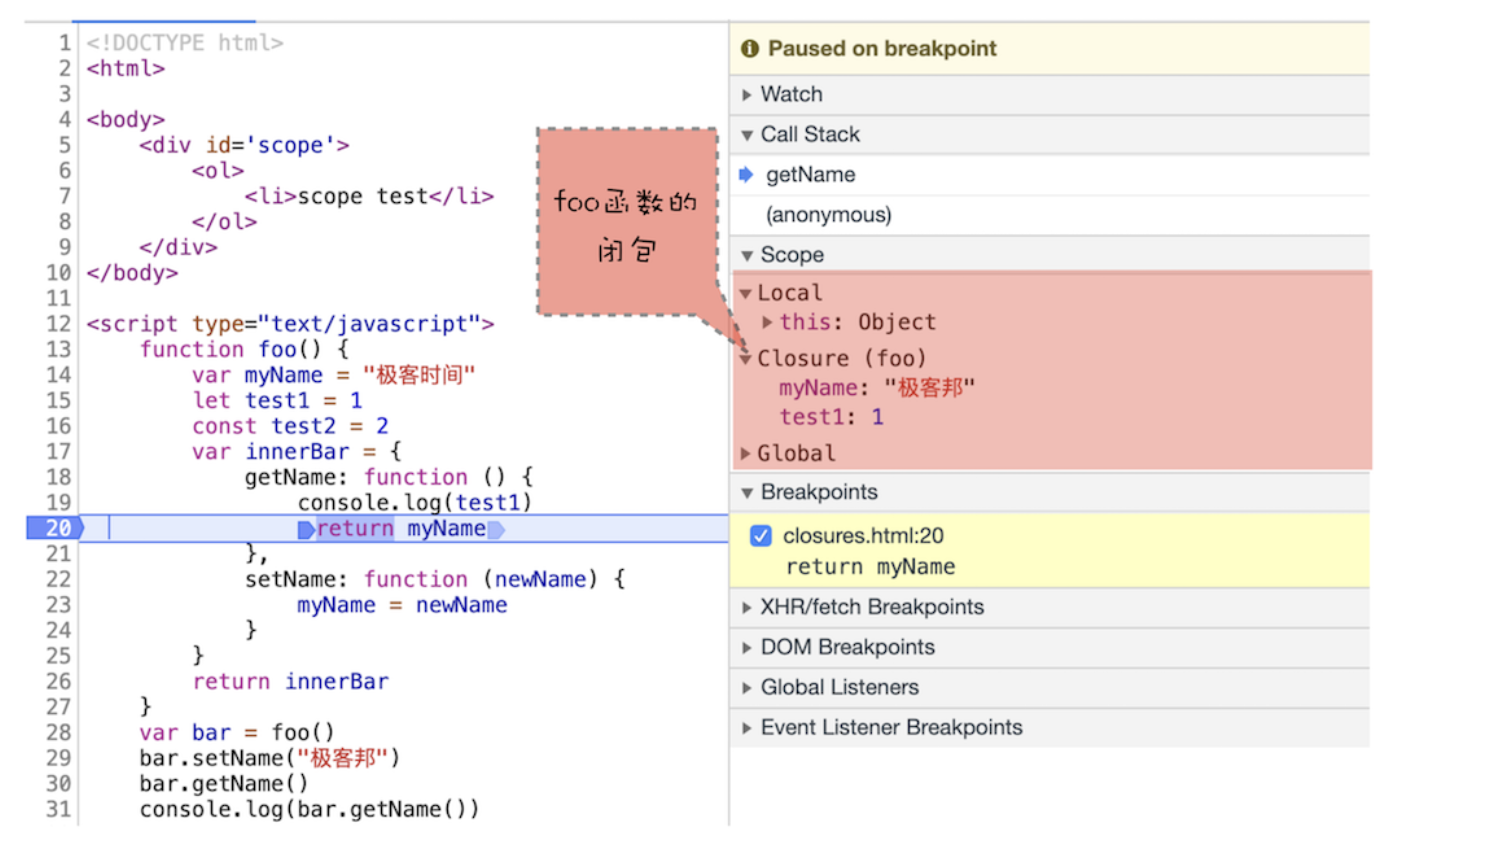 1 <!DOCTYPE html>
2 <html>
3
4 <body>
5     <div id='scope'>
6         <ol>
7             <li>scope test</li>
8         </ol>
9     </div>
10 </body>
11
12 <script type="text/javascript">
13     function foo() {
14         var myName = "极客时间"
15         let test1 = 1
16         const test2 = 2
17         var innerBar = {
18             getName: function () {
19                 console.log(test1)
20                 return myName
21             },
22             setName: function (newName) {
23                 myName = newName
24             }
25         }
26         return innerBar
27     }
28     var bar = foo()
29     bar.setName("极客邦")
30     bar.getName()
31     console.log(bar.getName())
foo函数的
闭包
Paused on breakpoint
Watch
Call Stack
getName
(anonymous)
Scope
Local
this: Object
Closure (foo)
myName: "极客邦"
test1: 1
Global
Breakpoints
closures.html:20
return myName
XHR/fetch Breakpoints
DOM Breakpoints
Global Listeners
Event Listener Breakpoints